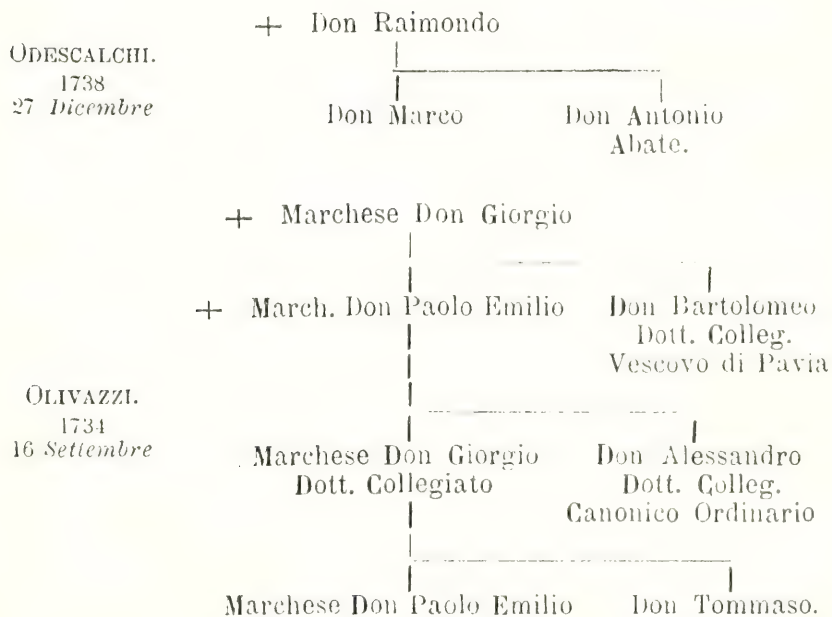 + Don Raimondo
ODESCALCHI.
1738
27 Dicembre
Don Marco Don Antonio
Abate.
+ Marchese Don Giorgio
+ March. Don Paolo Emilio Don Bartolomeo
Dott. Colleg.
Vescovo di Pavia
OLIVAZZI.
1734
16 Settembre
Marchese Don Giorgio Don Alessandro
Dott. Collegiato Dott. Colleg.
Canonico Ordinario
Marchese Don Paolo Emilio Don Tommaso.